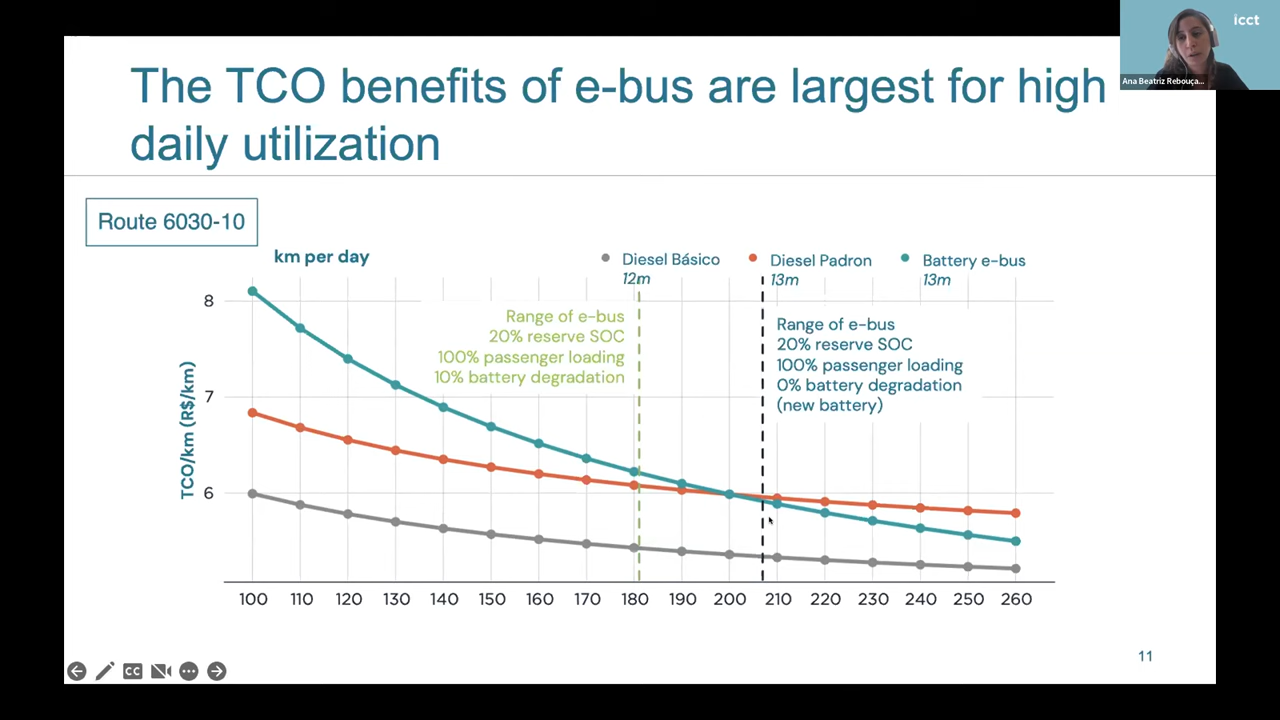 icct
Ana Beatriz Rebouça...
The TCO benefits of e-bus are largest for high
daily utilization
Route 6030-10
km per day
Diesel Básico
12m
Diesel Padron
13m
Battery e-bus
13m
Range of e-bus
20% reserve SOC
100% passenger loading
10% battery degradation
Range of e-bus
20% reserve SOC
100% passenger loading
0% battery degradation
(new battery)
TCO/km (R$/km)
8
7
6
100 110 120 130 140 150 160 170 180 190 200 210 220 230 240 250 260
11
CC